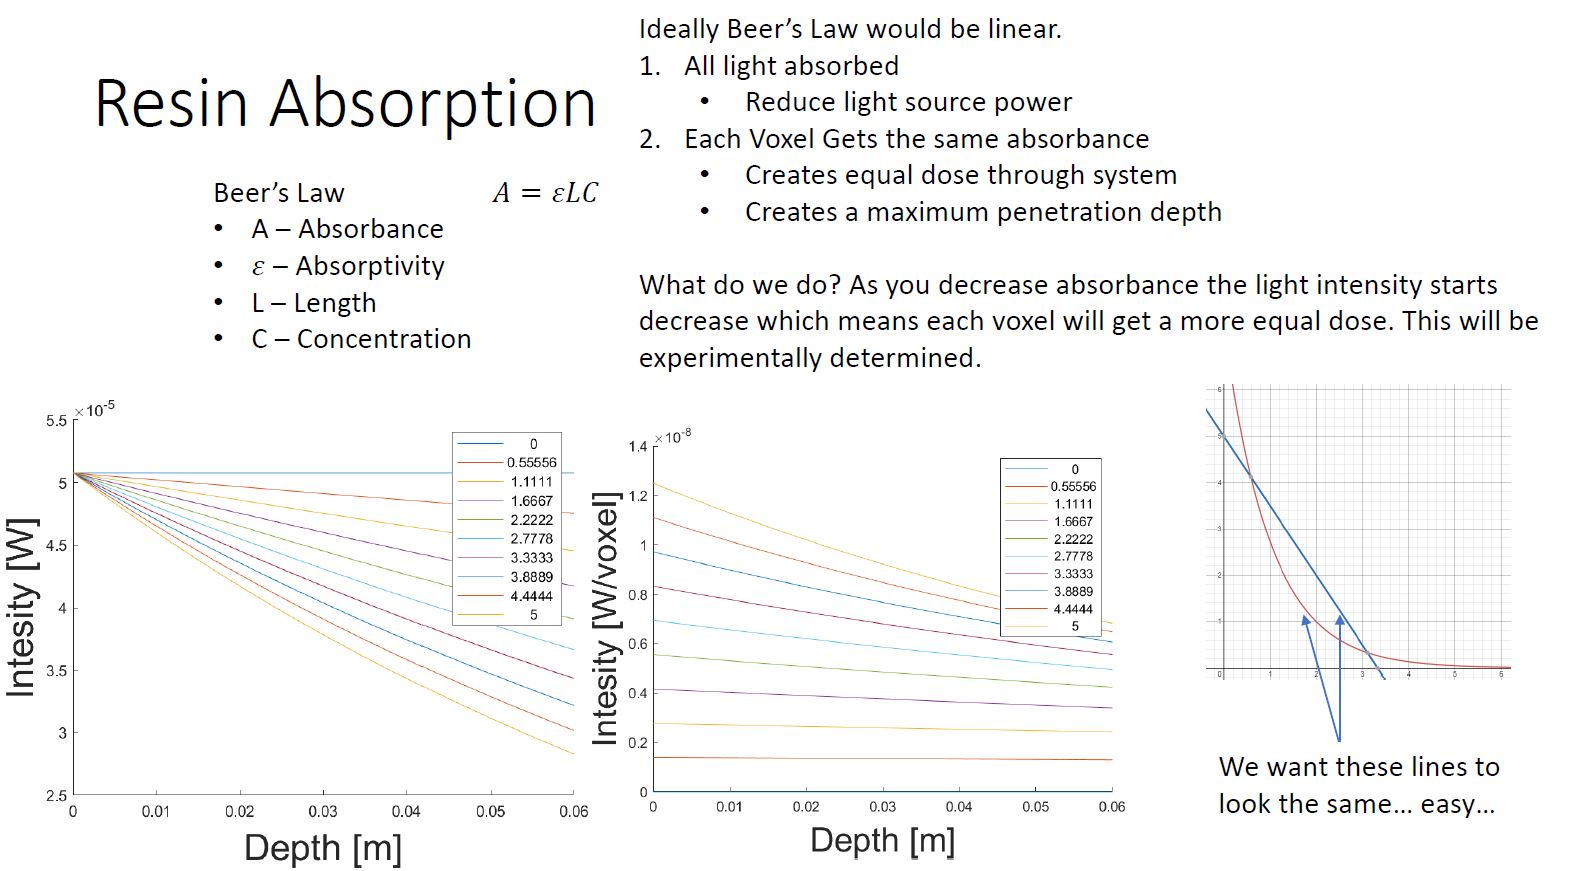 Resin Absorption
Beer's Law
A = εLC
• A – Absorbance
• ε – Absorptivity
• L – Length
• C – Concentration
Ideally Beer's Law would be linear.
1. All light absorbed
• Reduce light source power
2. Each Voxel Gets the same absorbance
• Creates equal dose through system
• Creates a maximum penetration depth
What do we do? As you decrease absorbance the light intensity starts
decrease which means each voxel will get a more equal dose. This will be
experimentally determined.
×10-5
5.5
5
4.5
4
3.5
3
2.5
0 0.01 0.02 0.03 0.04 0.05 0.06
Intesity [W]
Depth [m]
0
0.55556
1.1111
1.6667
2.2222
2.7778
3.3333
3.8889
4.4444
5
×10-8
1.4
1.2
1
0.8
0.6
0.4
0.2
0
0 0.01 0.02 0.03 0.04 0.05 0.06
Intesity [W/voxel]
Depth [m]
0
0.55556
1.1111
1.6667
2.2222
2.7778
3.3333
3.8889
4.4444
5
6
5
4
3
2
1
0 1 2 3 4 5 6
We want these lines to
look the same... easy...